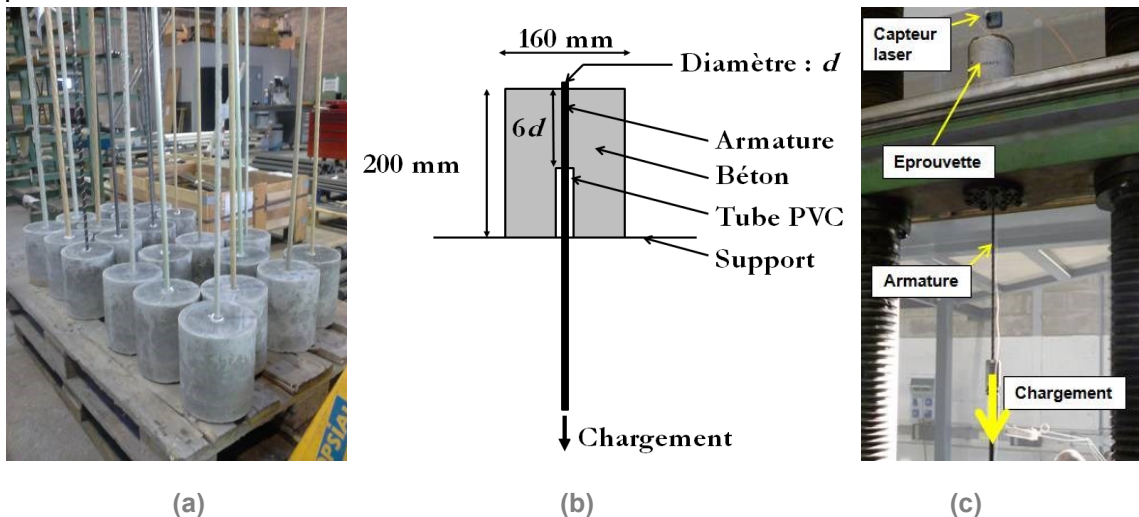 160 mm
Diamètre : d
6d
200 mm
Armature
Béton
Tube PVC
Support
Chargement
Capteur
laser
Eprouvette
Armature
Chargement
(a)
(b)
(c)